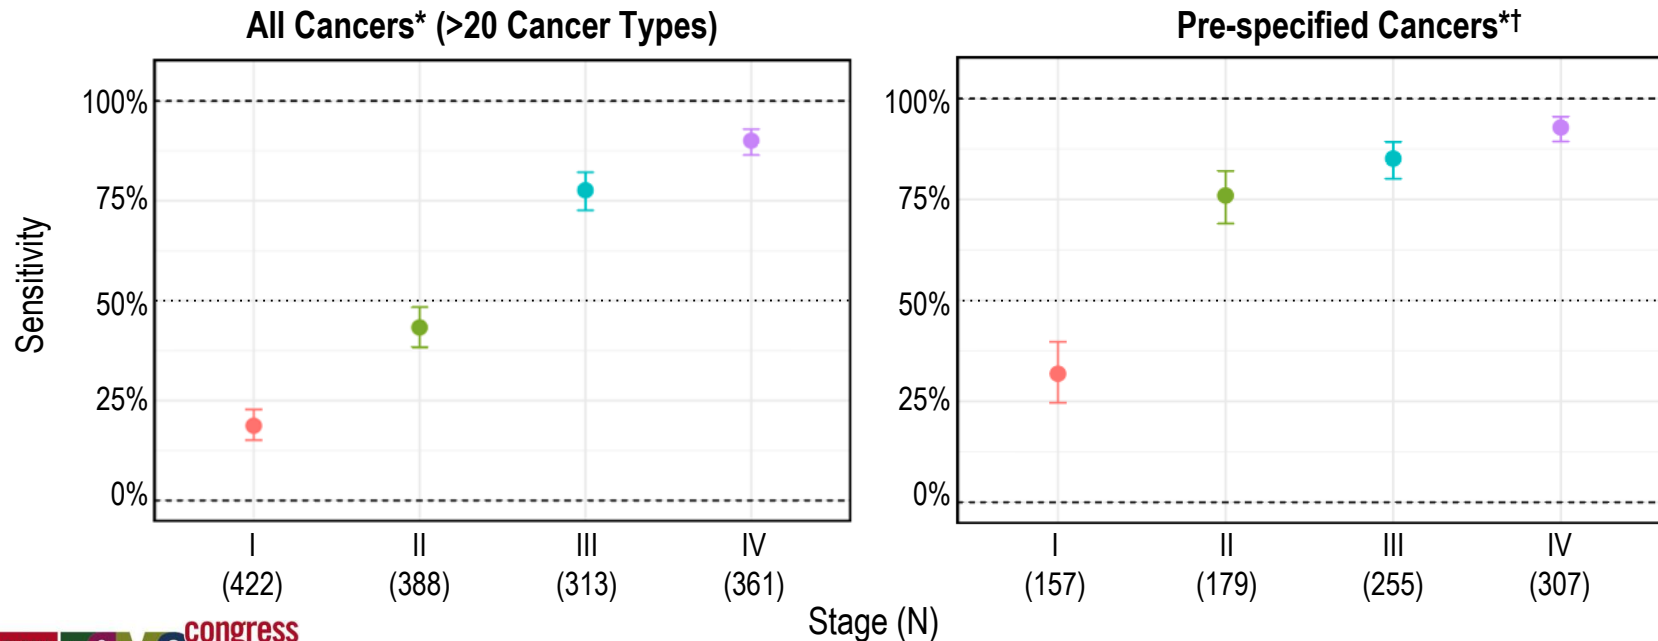 All Cancers* (>20 Cancer Types)
Pre-specified Cancers*†
Sensitivity
100%
75%
50%
25%
0%
100%
75%
50%
25%
0%
I II III IV
(422) (388) (313) (361)
I II III IV
(157) (179) (255) (307)
Stage (N)
congress